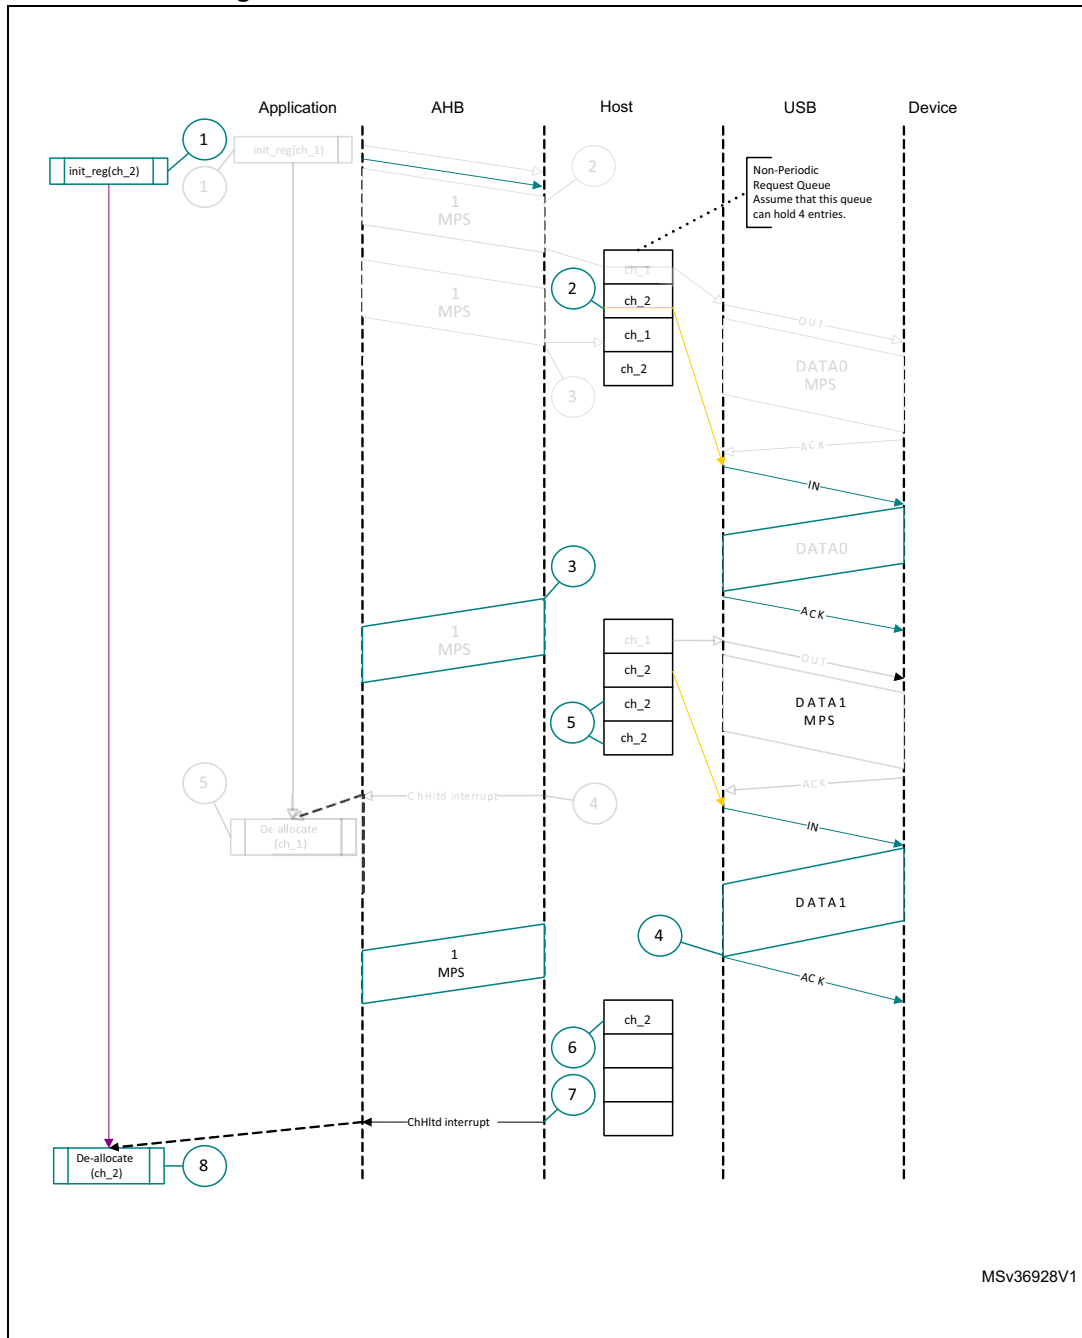 Application AHB Host USB Device
1
init_reg(ch_1)
init_reg(ch_2)
1
2
Non-Periodic
Request Queue
Assume that this queue
can hold 4 entries.
1
MPS
ch_1
2
ch_2
1
MPS
ch_1
ch_2
OUT
DATA0
MPS
3
ACK
IN
DATA0
3
ACK
1
MPS
ch_1
OUT
ch_2
ch_2
5
ch_2
DATA1
MPS
5
ChHltd interrupt
4
ACK
De-allocate
(ch_1)
IN
DATA1
4
1
MPS
ACK
ch_2
6
7
ChHltd interrupt
De-allocate
(ch_2)
8
MSv36928V1